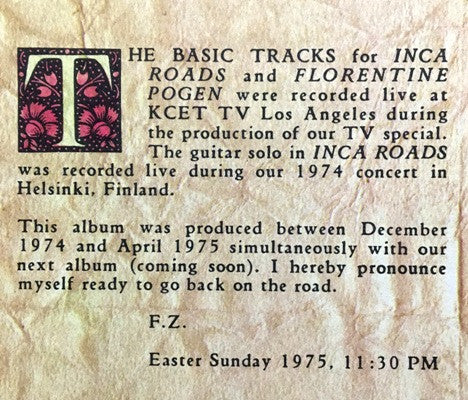 THE BASIC TRACKS for INCA
ROADS and FLORENTINE
POGEN were recorded live at
KCET TV Los Angeles during
the production of our TV special.
The guitar solo in INCA ROADS
was recorded live during our 1974 concert in
Helsinki, Finland.
This album was produced between December
1974 and April 1975 simultaneously with our
next album (coming soon). I hereby pronounce
myself ready to go back on the road.
F.Z.
Easter Sunday 1975, 11:30 PM